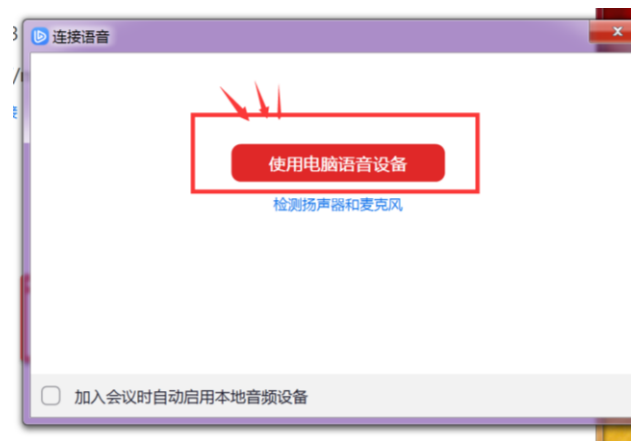 连接语音
使用电脑语音设备
检测扬声器和麦克风
加入会议时自动启用本地音频设备